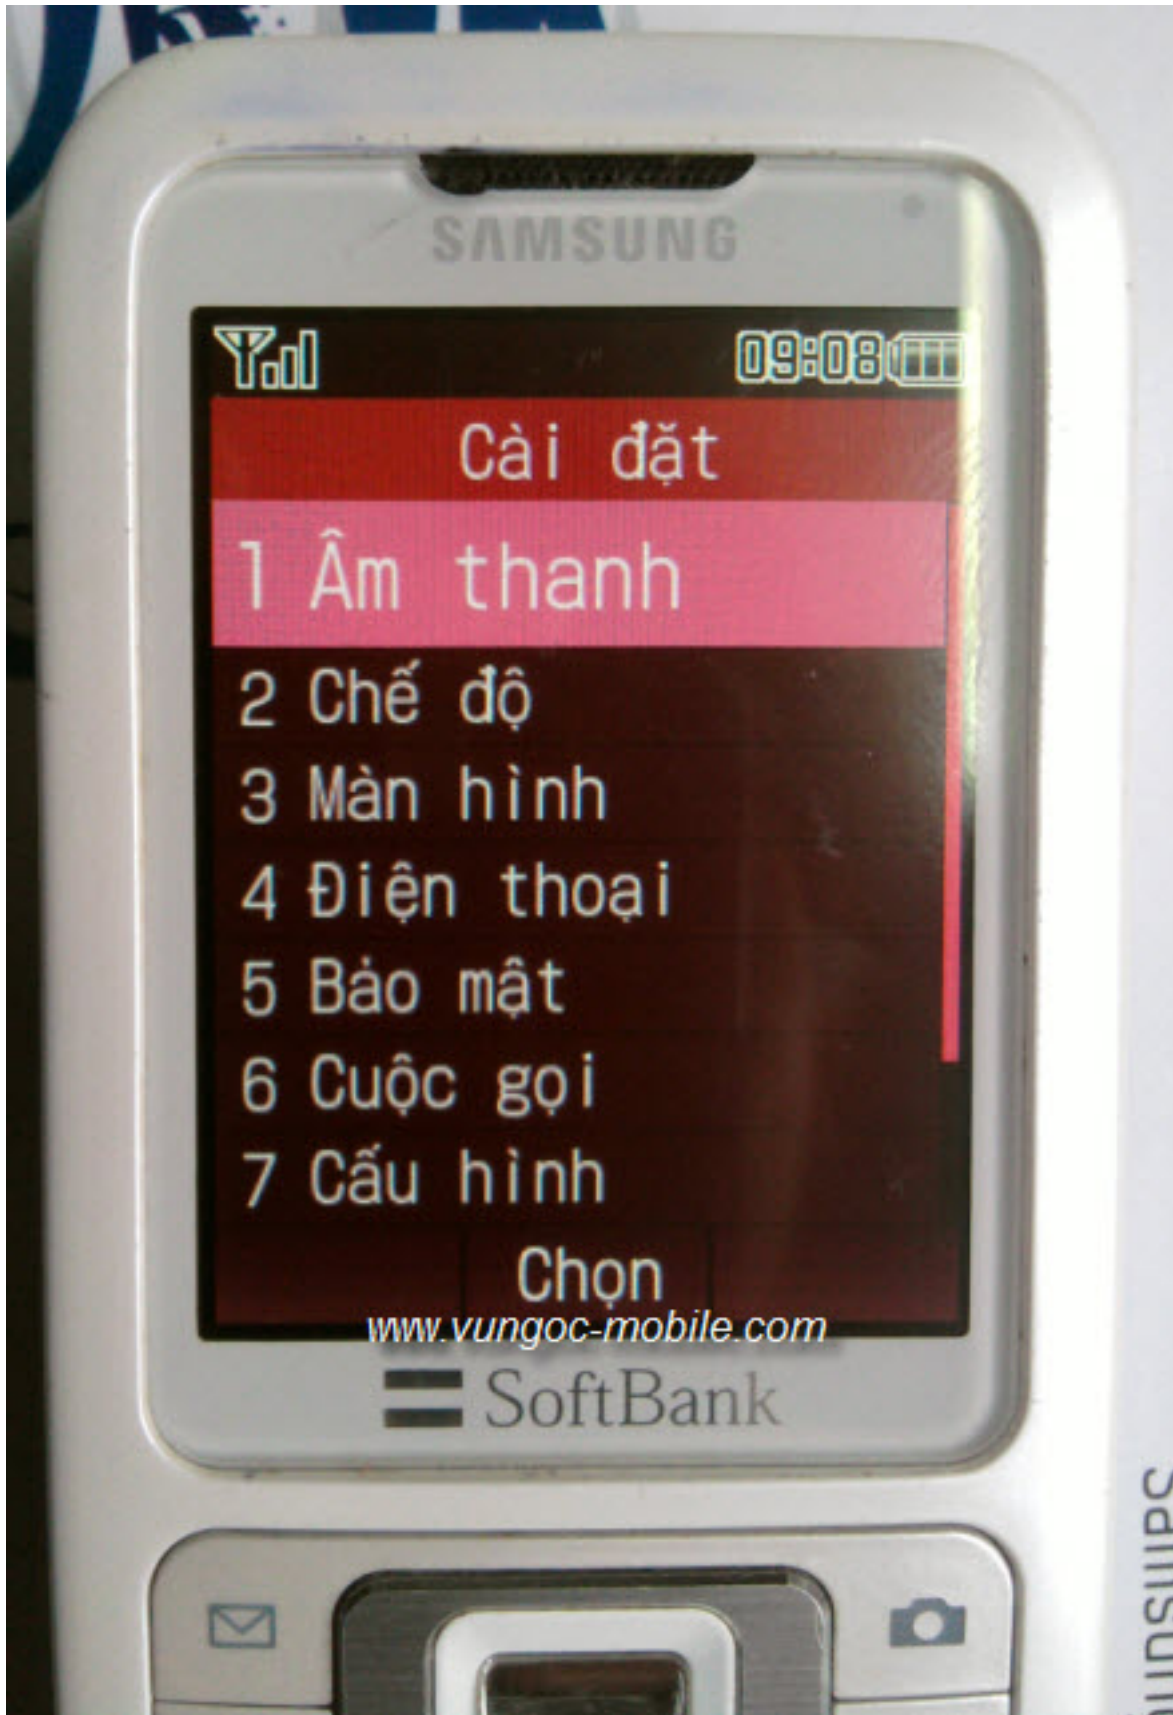 SAMSUNG
09:08
Cài đặt
1 Âm thanh
2 Chế độ
3 Màn hình
4 Điện thoại
5 Bảo mật
6 Cuộc gọi
7 Cấu hình
Chọn
www.vungoc-mobile.com
SoftBank